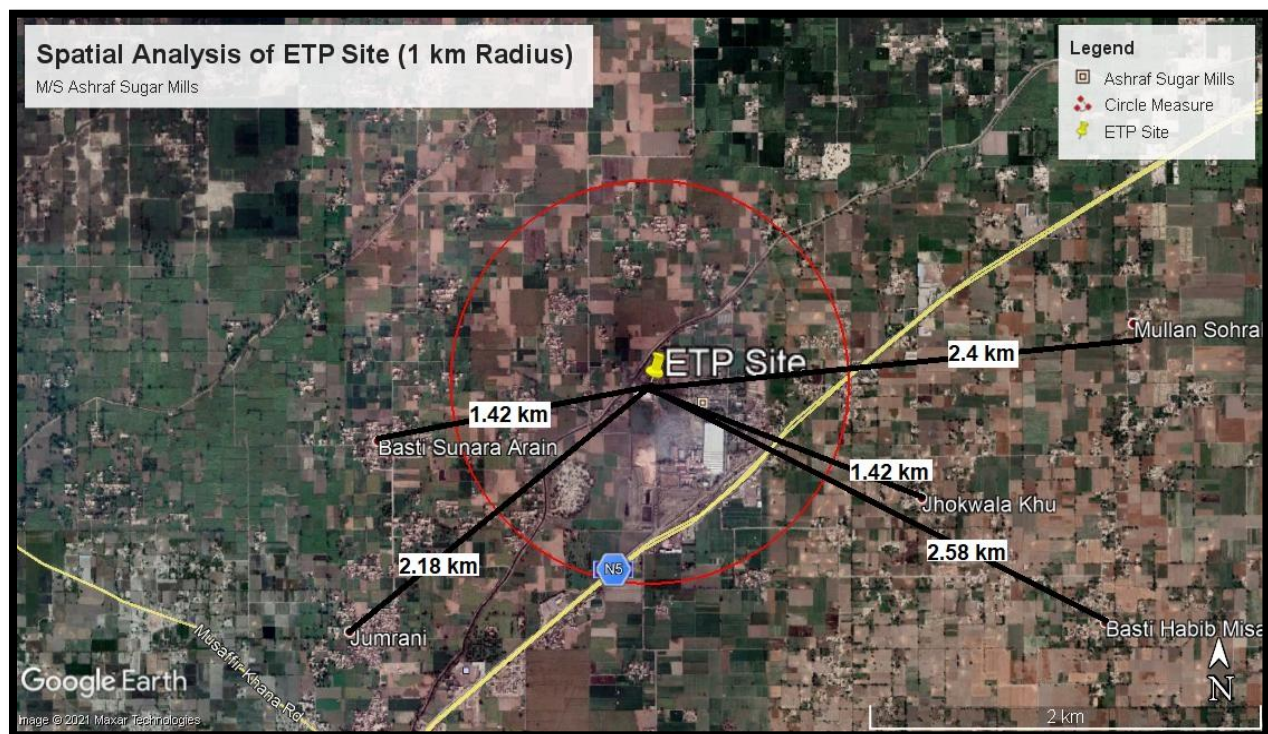 Spatial Analysis of ETP Site (1 km Radius)
M/S Ashraf Sugar Mills
Legend
Ashraf Sugar Mills
Circle Measure
ETP Site
Mullan Sohral
2.4 km
ETP Site
1.42 km
Basti Sunara Arain
1.42 km
Jhokwala Khu
2.58 km
2.18 km
N5
Jumrani
Basti Habib Misa
Musaffir Khana Rd
Google Earth
N
Image © 2021 Maxar Technologies
2 km